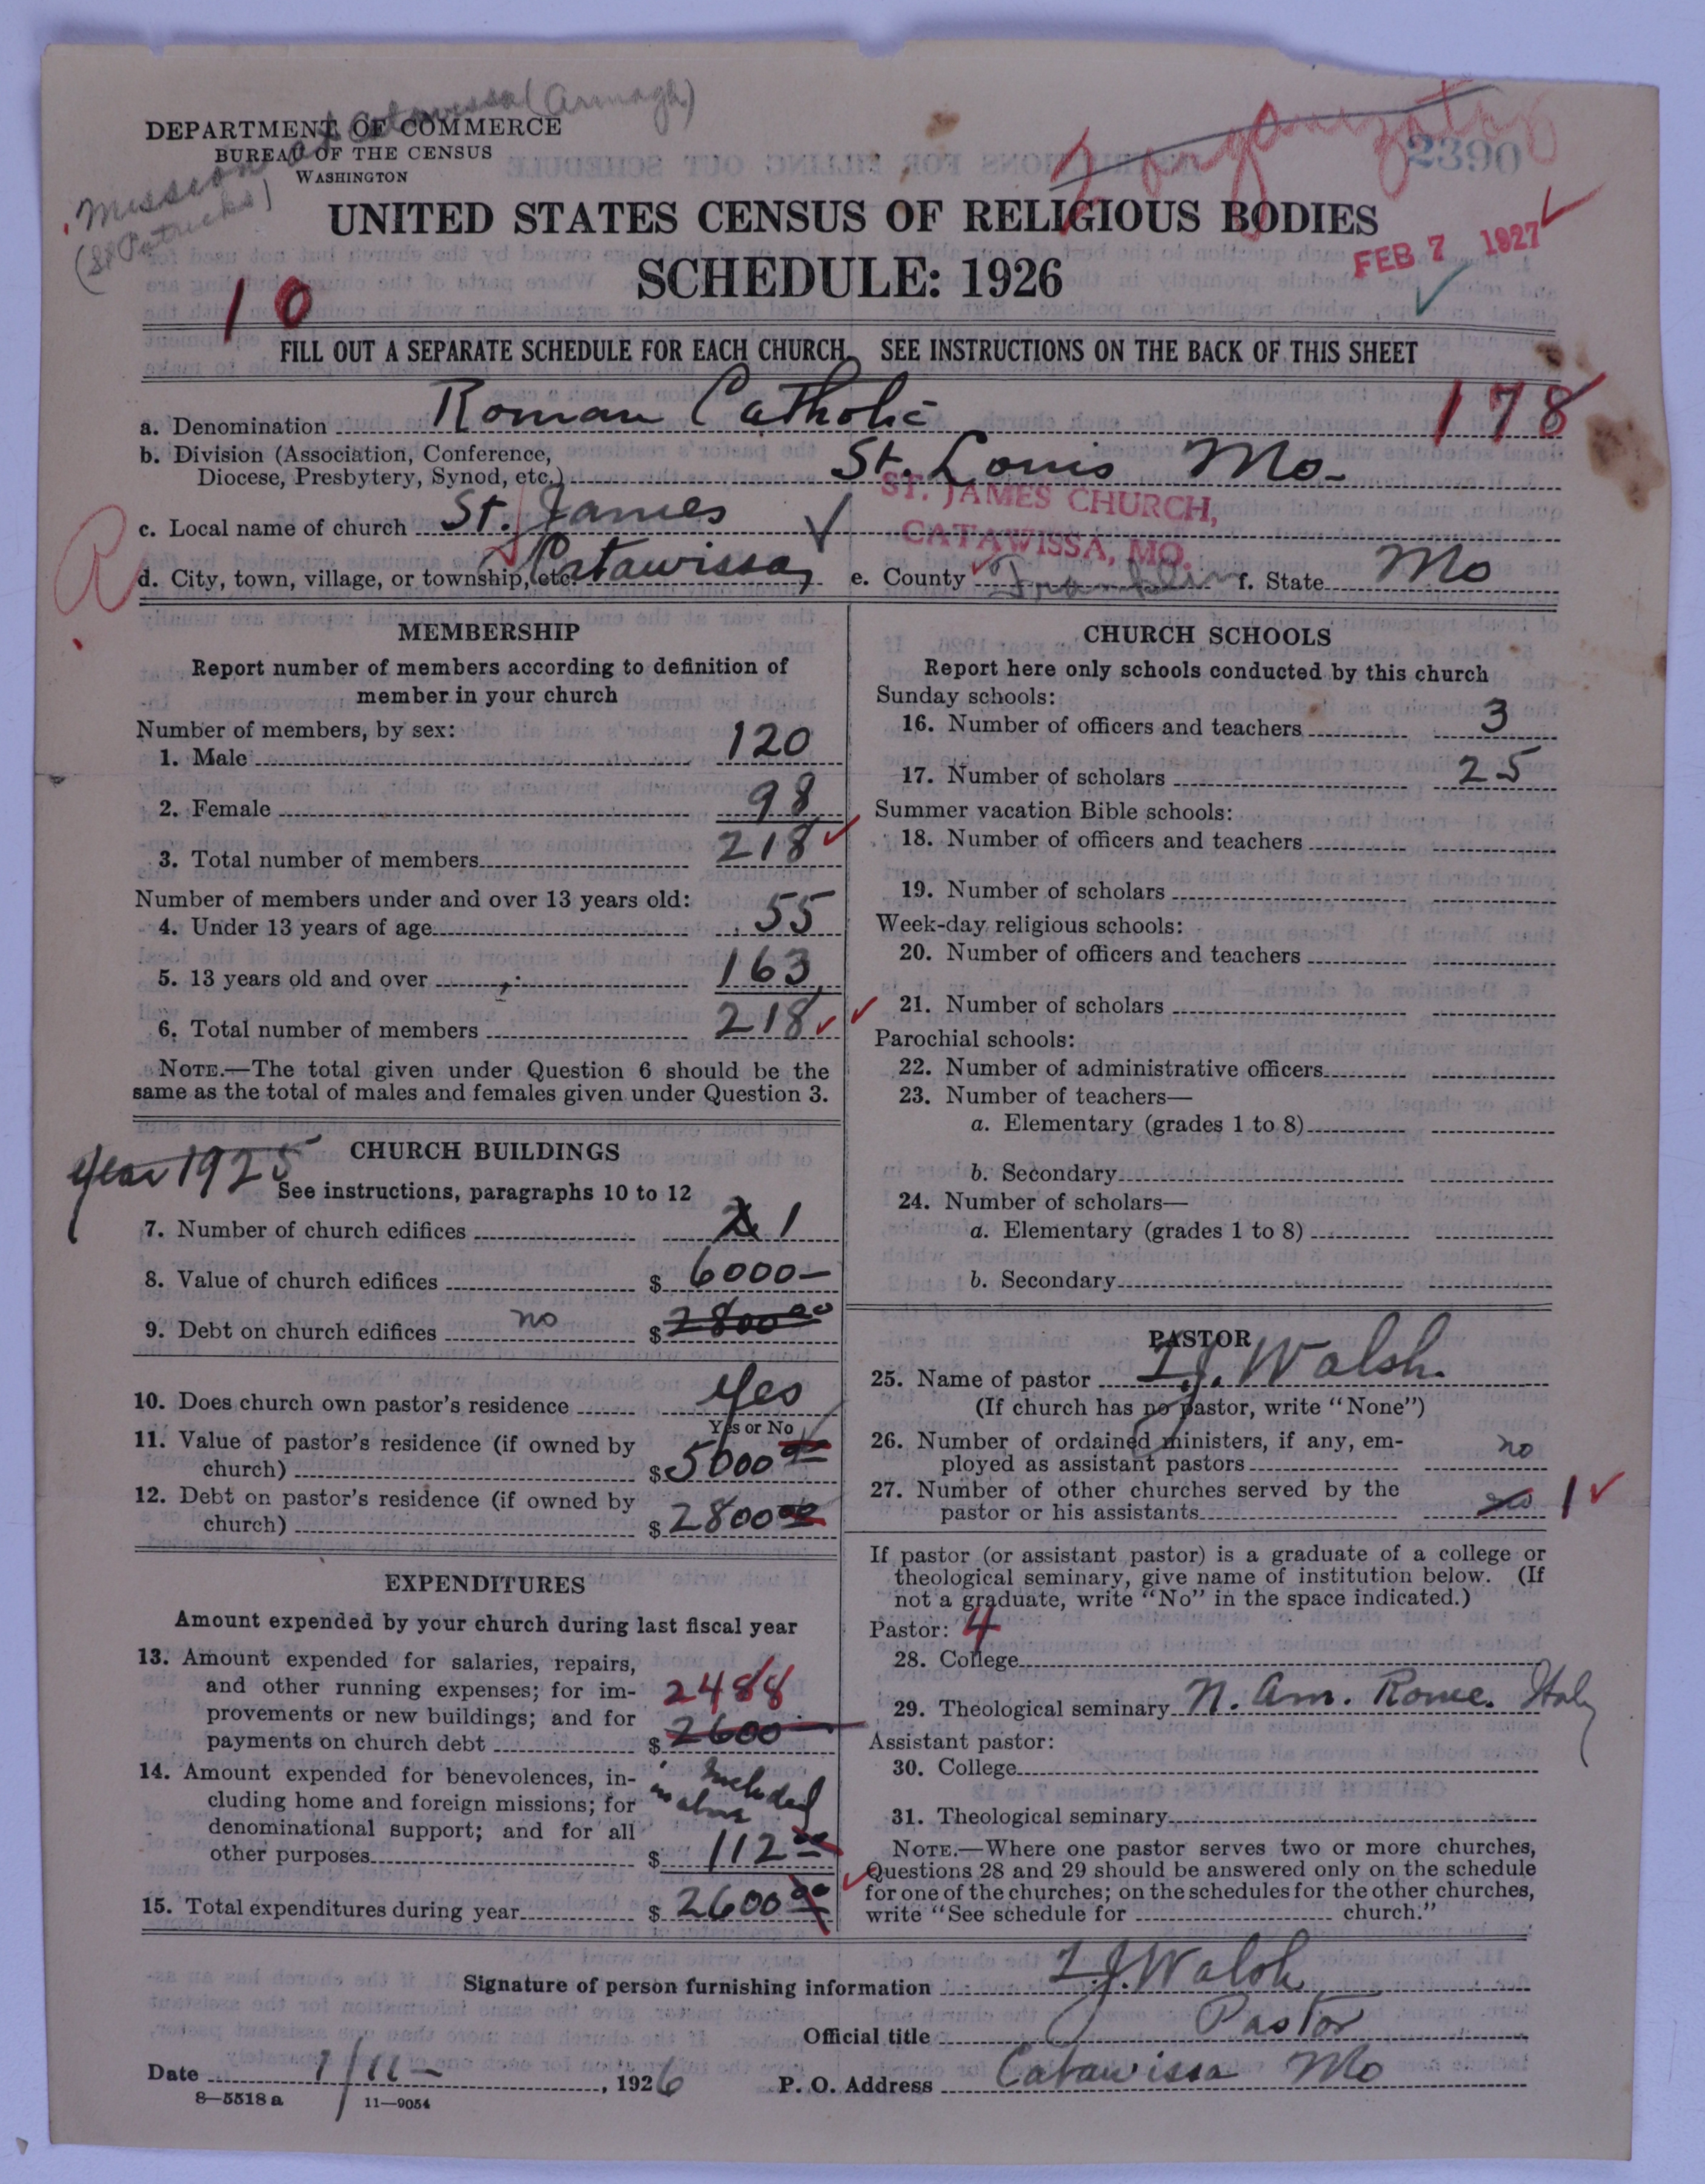 Mission at Catawissa (Armagh)
(St Patricks)
DEPARTMENT OF COMMERCE
BUREAU OF THE CENSUS
WASHINGTON
2390
UNITED STATES CENSUS OF RELIGIOUS BODIES
SCHEDULE: 1926
FEB 7 1927
10
FILL OUT A SEPARATE SCHEDULE FOR EACH CHURCH. SEE INSTRUCTIONS ON THE BACK OF THIS SHEET
178
a. Denomination Roman Catholic
b. Division (Association, Conference,
Diocese, Presbytery, Synod, etc.) St. Louis Mo-
ST. JAMES CHURCH,
CATAWISSA, MO.
c. Local name of church St. James
d. City, town, village, or township, etc. Catawissa, e. County Franklin f. State Mo
MEMBERSHIP
Report number of members according to definition of
member in your church
Number of members, by sex:
1. Male 120
2. Female 98
3. Total number of members 218
Number of members under and over 13 years old:
4. Under 13 years of age 55
5. 13 years old and over 163
6. Total number of members 218
NOTE.—The total given under Question 6 should be the
same as the total of males and females given under Question 3.
year 1925
CHURCH BUILDINGS
See instructions, paragraphs 10 to 12
7. Number of church edifices 2 1
8. Value of church edifices $ 6000—
9. Debt on church edifices no $ 2800 00
10. Does church own pastor's residence Yes
Yes or No
11. Value of pastor's residence (if owned by
church) $ 5000 00
12. Debt on pastor's residence (if owned by
church) $ 2800 00
EXPENDITURES
Amount expended by your church during last fiscal year
13. Amount expended for salaries, repairs,
and other running expenses; for im-
provements or new buildings; and for
payments on church debt $ 2600
2488
14. Amount expended for benevolences, in-
cluding home and foreign missions; for
denominational support; and for all
other purposes $ 112 00
included
15. Total expenditures during year $ 2600 00
CHURCH SCHOOLS
Report here only schools conducted by this church
Sunday schools:
16. Number of officers and teachers 3
17. Number of scholars 25
Summer vacation Bible schools:
18. Number of officers and teachers
19. Number of scholars
Week-day religious schools:
20. Number of officers and teachers
21. Number of scholars
Parochial schools:
22. Number of administrative officers
23. Number of teachers—
a. Elementary (grades 1 to 8)
b. Secondary
24. Number of scholars—
a. Elementary (grades 1 to 8)
b. Secondary
PASTOR
25. Name of pastor J. Walsh.
(If church has no pastor, write "None")
26. Number of ordained ministers, if any, em-
ployed as assistant pastors no
27. Number of other churches served by the
pastor or his assistants no 1
If pastor (or assistant pastor) is a graduate of a college or
theological seminary, give name of institution below. (If
not a graduate, write "No" in the space indicated.)
Pastor: 4
28. College
29. Theological seminary N. Am. Rome. Italy
Assistant pastor:
30. College
31. Theological seminary
NOTE.—Where one pastor serves two or more churches,
Questions 28 and 29 should be answered only on the schedule
for one of the churches; on the schedules for the other churches,
write "See schedule for church."
Signature of person furnishing information J. Walsh
Official title Pastor
Date 1/11- , 1926 P. O. Address Catawissa Mo
8—5518 a 11—9054